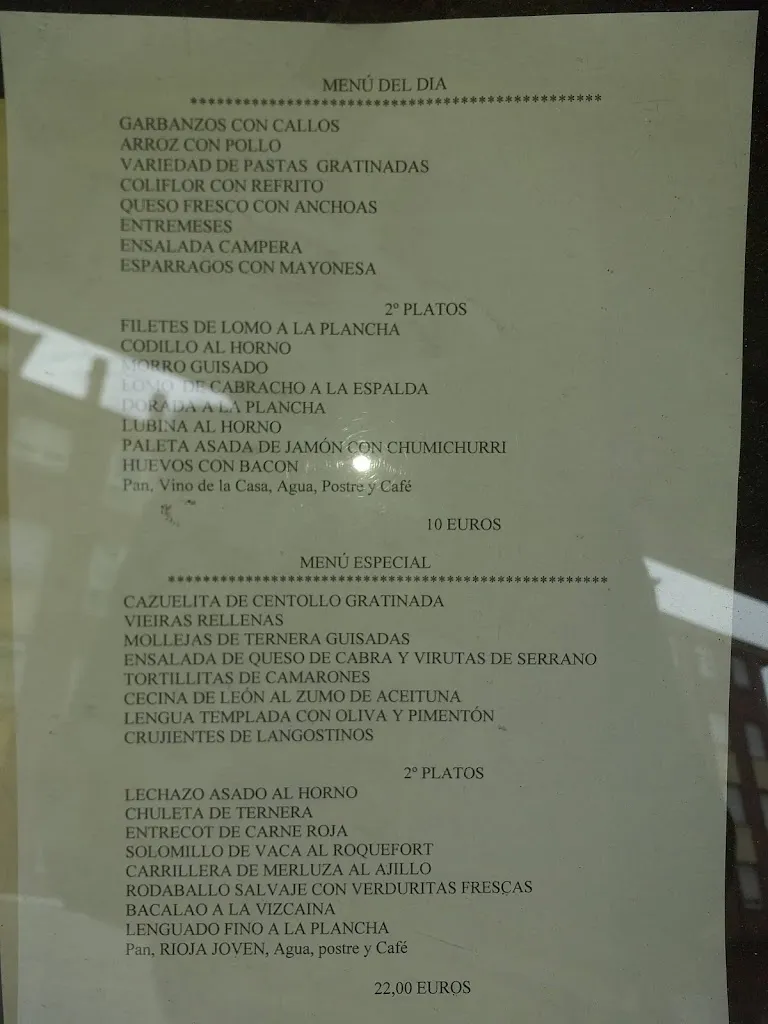 MENÚ DEL DIA
*********************************************
GARBANZOS CON CALLOS
ARROZ CON POLLO
VARIEDAD DE PASTAS GRATINADAS
COLIFLOR CON REFRITO
QUESO FRESCO CON ANCHOAS
ENTREMESES
ENSALADA CAMPERA
ESPARRAGOS CON MAYONESA
2º PLATOS
FILETES DE LOMO A LA PLANCHA
CODILLO AL HORNO
MORRO GUISADO
LOMO DE CABRACHO A LA ESPALDA
DORADA A LA PLANCHA
LUBINA AL HORNO
PALETA ASADA DE JAMÓN CON CHUMICHURRI
HUEVOS CON BACON
Pan, Vino de la Casa, Agua, Postre y Café
10 EUROS
MENÚ ESPECIAL
************************************************
CAZUELITA DE CENTOLLO GRATINADA
VIEIRAS RELLENAS
MOLLEJAS DE TERNERA GUISADAS
ENSALADA DE QUESO DE CABRA Y VIRUTAS DE SERRANO
TORTILLITAS DE CAMARONES
CECINA DE LEÓN AL ZUMO DE ACEITUNA
LENGUA TEMPLADA CON OLIVA Y PIMENTÓN
CRUJIENTES DE LANGOSTINOS
2º PLATOS
LECHAZO ASADO AL HORNO
CHULETA DE TERNERA
ENTRECOT DE CARNE ROJA
SOLOMILLO DE VACA AL ROQUEFORT
CARRILLERA DE MERLUZA AL AJILLO
RODABALLO SALVAJE CON VERDURITAS FRESCAS
BACALAO A LA VIZCAINA
LENGUADO FINO A LA PLANCHA
Pan, RIOJA JOVEN, Agua, postre y Café
22,00 EUROS